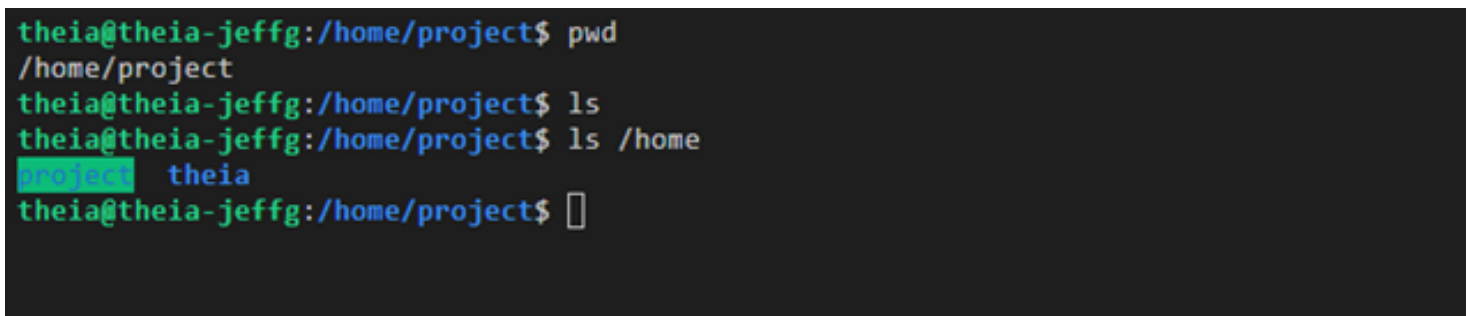 theia@theia-jeffg:/home/project$ pwd
/home/project
theia@theia-jeffg:/home/project$ ls
theia@theia-jeffg:/home/project$ ls /home
project  theia
theia@theia-jeffg:/home/project$